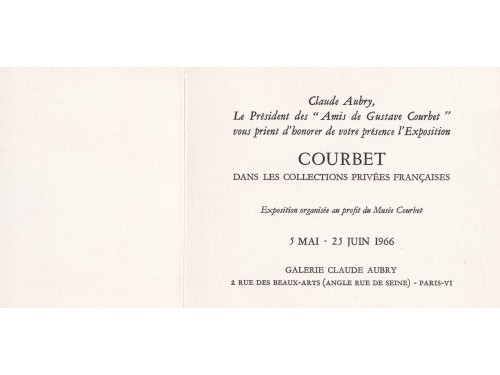 Claude Aubry,
Le Président des “ Amis de Gustave Courbet ”
vous prient d'honorer de votre présence l'Exposition
COURBET
DANS LES COLLECTIONS PRIVÉES FRANÇAISES
Exposition organisée au profit du Musée Courbet
5 MAI - 25 JUIN 1966
GALERIE CLAUDE AUBRY
2 RUE DES BEAUX-ARTS (ANGLE RUE DE SEINE) - PARIS-VI